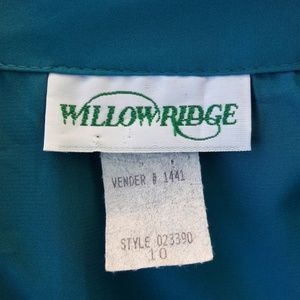 WILLOWRIDGE
VENDER # 1441
STYLE 023390
10